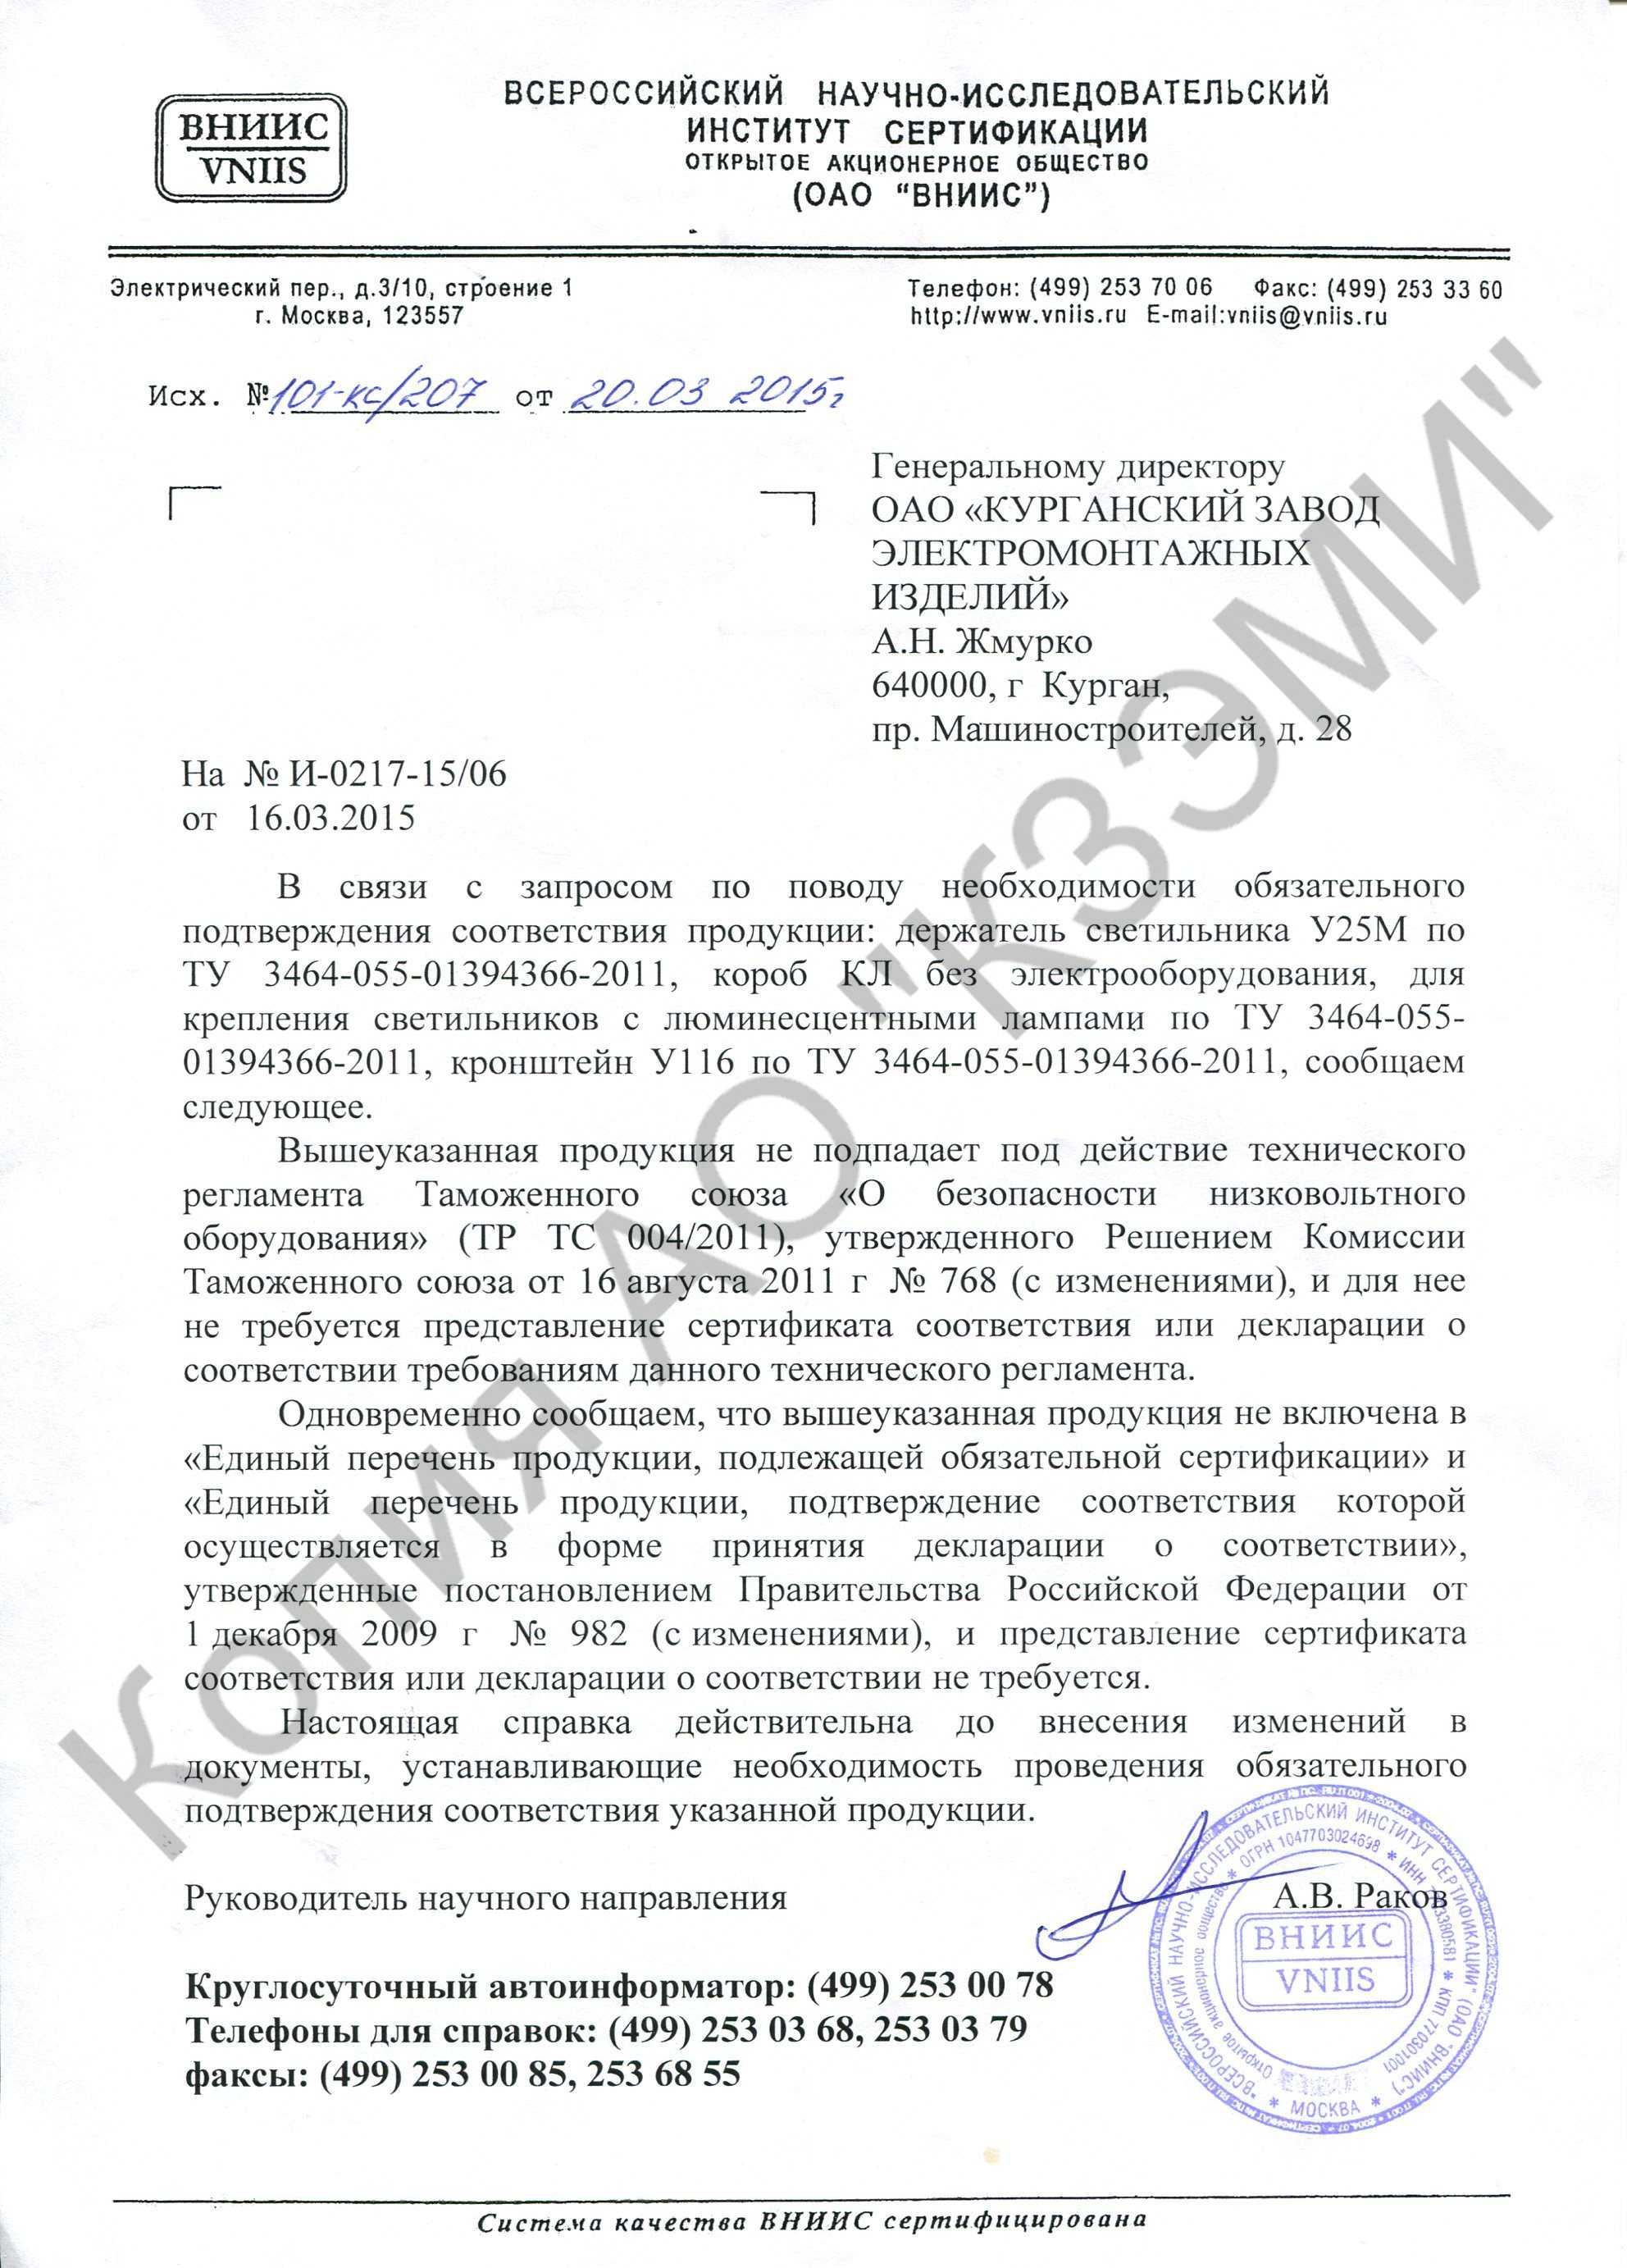 ВНИИС
VNIIS
ВСЕРОССИЙСКИЙ НАУЧНО-ИССЛЕДОВАТЕЛЬСКИЙ
ИНСТИТУТ СЕРТИФИКАЦИИ
ОТКРЫТОЕ АКЦИОНЕРНОЕ ОБЩЕСТВО
(ОАО “ВНИИС”)
Электрический пер., д.3/10, строение 1
г. Москва, 123557
Телефон: (499) 253 70 06 Факс: (499) 253 33 60
http://www.vniis.ru E-mail:vniis@vniis.ru
Исх. № 101-кс/207 от 20.03 2015г
Генеральному директору
ОАО «КУРГАНСКИЙ ЗАВОД
ЭЛЕКТРОМОНТАЖНЫХ
ИЗДЕЛИЙ»
А.Н. Жмурко
640000, г Курган,
пр. Машиностроителей, д. 28
На № И-0217-15/06
от 16.03.2015
В связи с запросом по поводу необходимости обязательного
подтверждения соответствия продукции: держатель светильника У25М по
ТУ 3464-055-01394366-2011, короб КЛ без электрооборудования, для
крепления светильников с люминесцентными лампами по ТУ 3464-055-
01394366-2011, кронштейн У116 по ТУ 3464-055-01394366-2011, сообщаем
следующее.
Вышеуказанная продукция не подпадает под действие технического
регламента Таможенного союза «О безопасности низковольтного
оборудования» (ТР ТС 004/2011), утвержденного Решением Комиссии
Таможенного союза от 16 августа 2011 г № 768 (с изменениями), и для нее
не требуется представление сертификата соответствия или декларации о
соответствии требованиям данного технического регламента.
Одновременно сообщаем, что вышеуказанная продукция не включена в
«Единый перечень продукции, подлежащей обязательной сертификации» и
«Единый перечень продукции, подтверждение соответствия которой
осуществляется в форме принятия декларации о соответствии»,
утвержденные постановлением Правительства Российской Федерации от
1 декабря 2009 г № 982 (с изменениями), и представление сертификата
соответствия или декларации о соответствии не требуется.
Настоящая справка действительна до внесения изменений в
документы, устанавливающие необходимость проведения обязательного
подтверждения соответствия указанной продукции.
Руководитель научного направления А.В. Раков
Круглосуточный автоинформатор: (499) 253 00 78
Телефоны для справок: (499) 253 03 68, 253 03 79
факсы: (499) 253 00 85, 253 68 55
"ВСЕРОССИЙСКИЙ НАУЧНО-ИССЛЕДОВАТЕЛЬСКИЙ ИНСТИТУТ СЕРТИФИКАЦИИ" (ОАО "ВНИИС")
* МОСКВА *
Открытое акционерное общество * ОГРН 1047703024698 * ИНН * КПП 770301001
ВНИИС
VNIIS
Система качества ВНИИС сертифицирована
Копия АО "КЗЭМИ"